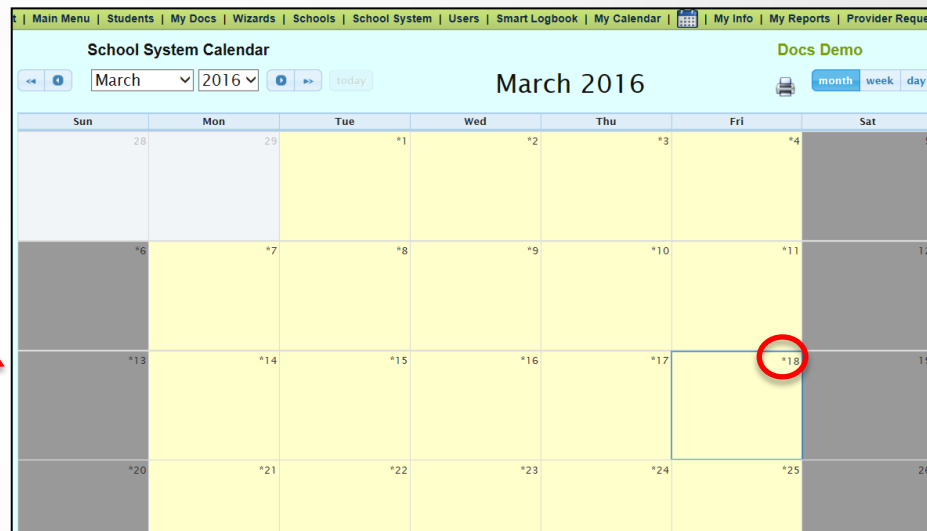 t | Main Menu | Students | My Docs | Wizards | Schools | School System | Users | Smart Logbook | My Calendar | | My Info | My Reports | Provider Reque
School System Calendar Docs Demo
March 2016 today March 2016 month week day
Sun Mon Tue Wed Thu Fri Sat
28 29 *1 *2 *3 *4
*6 *7 *8 *9 *10 *11 12
*13 *14 *15 *16 *17 *18 19
*20 *21 *22 *23 *24 *25 26